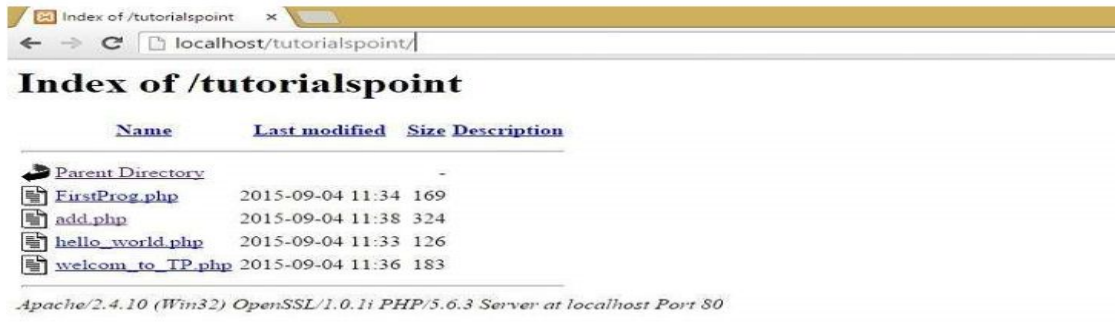 Index of /tutorialspoint
localhost/tutorialspoint/
Index of /tutorialspoint
Name Last modified Size Description
Parent Directory -
FirstProg.php 2015-09-04 11:34 169
add.php 2015-09-04 11:38 324
hello_world.php 2015-09-04 11:33 126
welcom_to_TP.php 2015-09-04 11:36 183
Apache/2.4.10 (Win32) OpenSSL/1.0.1i PHP/5.6.3 Server at localhost Port 80